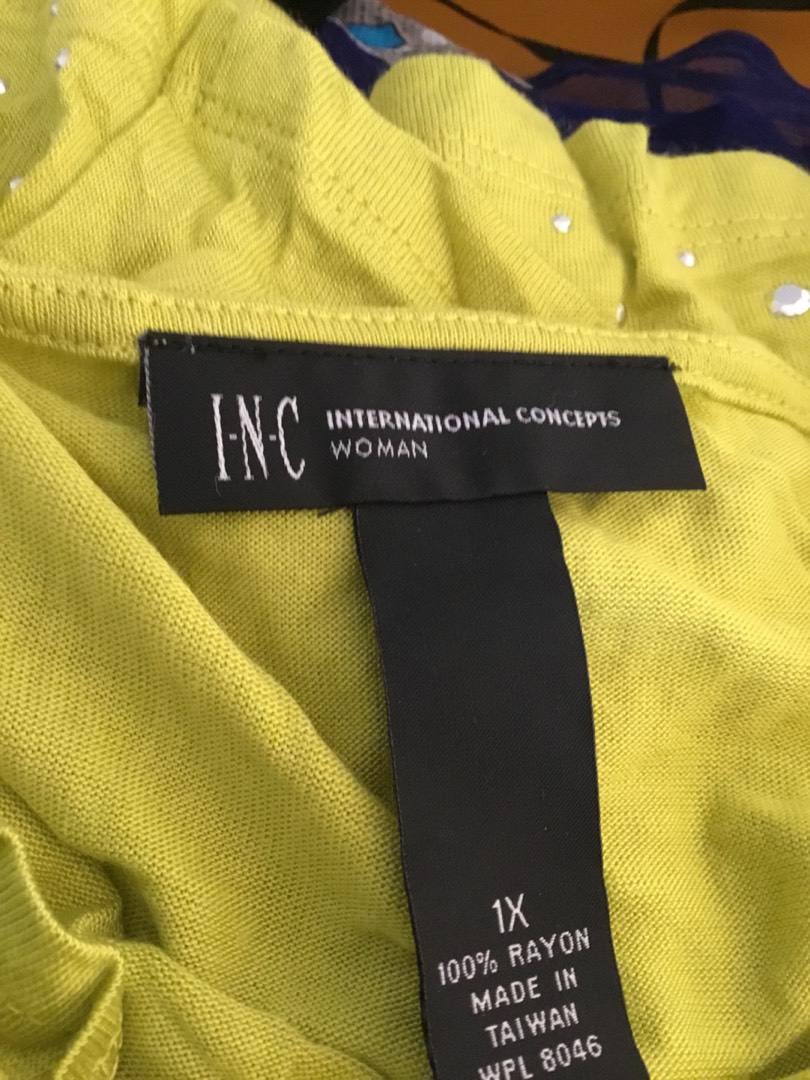 I-N-C INTERNATIONAL CONCEPTS
WOMAN
1X
100% RAYON
MADE IN
TAIWAN
WPL 8046